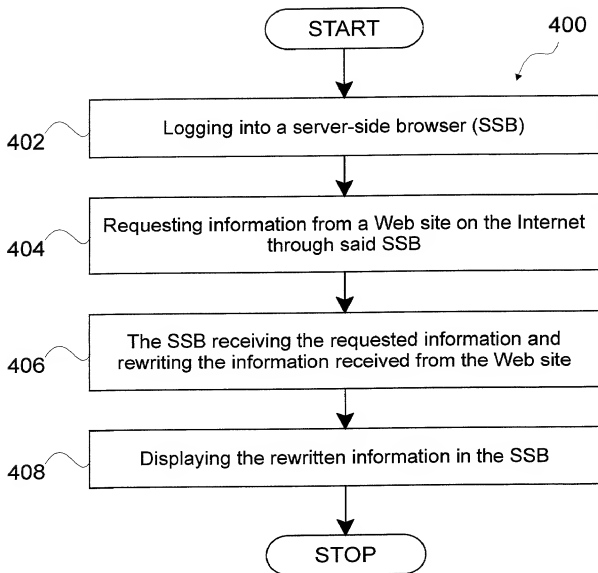 START
400
402
Logging into a server-side browser (SSB)
404
Requesting information from a Web site on the Internet
through said SSB
406
The SSB receiving the requested information and
rewriting the information received from the Web site
408
Displaying the rewritten information in the SSB
STOP